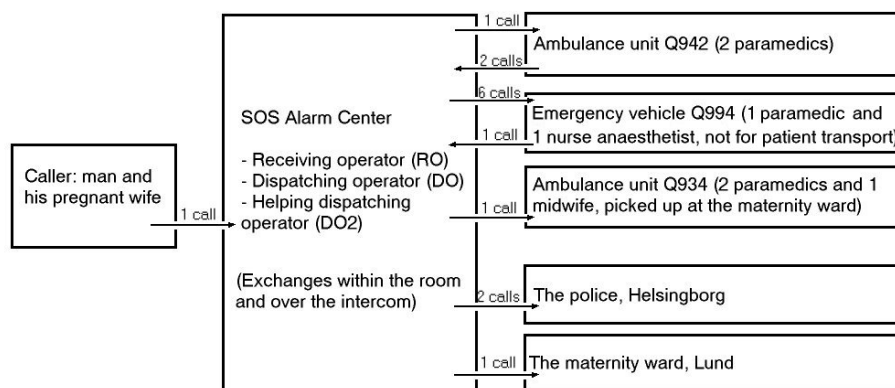 1 call
Ambulance unit Q942 (2 paramedics)
2 calls
6 calls
Emergency vehicle Q994 (1 paramedic and
1 nurse anaesthetist, not for patient transport)
1 call
SOS Alarm Center
- Receiving operator (RO)
- Dispatching operator (DO)
- Helping dispatching
operator (DO2)
(Exchanges within the room
and over the intercom)
Caller: man and
his pregnant wife
1 call
Ambulance unit Q934 (2 paramedics and 1
midwife, picked up at the maternity ward)
1 call
2 calls
The police, Helsingborg
1 call
The maternity ward, Lund